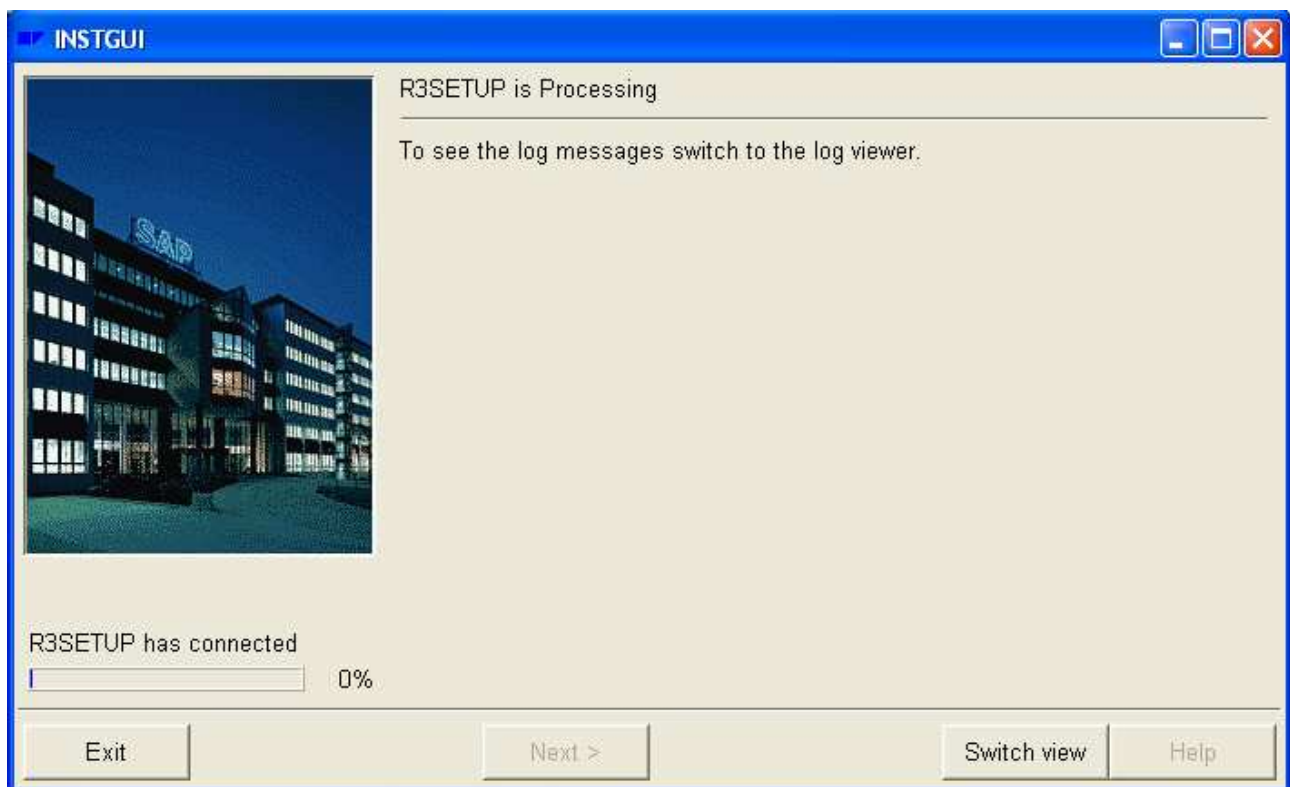 INSTGUI
R3SETUP is Processing
To see the log messages switch to the log viewer.
SAP
R3SETUP has connected
0%
Exit
Next >
Switch view
Help